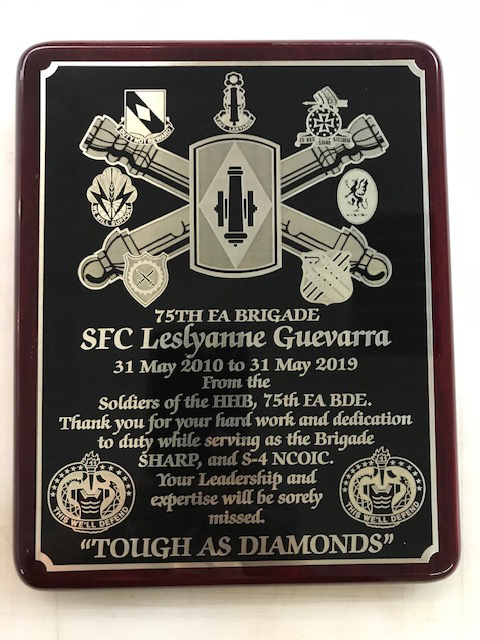 75TH FA BRIGADE
SFC Leslyanne Guevarra
31 May 2010 to 31 May 2019
From the
Soldiers of the HHB, 75th FA BDE.
Thank you for your hard work and dedication
to duty while serving as the Brigade
SHARP, and S-4 NCOIC.
Your Leadership and
expertise will be sorely
missed.
THIS WE'LL DEFEND
THIS WE'LL DEFEND
"TOUGH AS DIAMONDS"